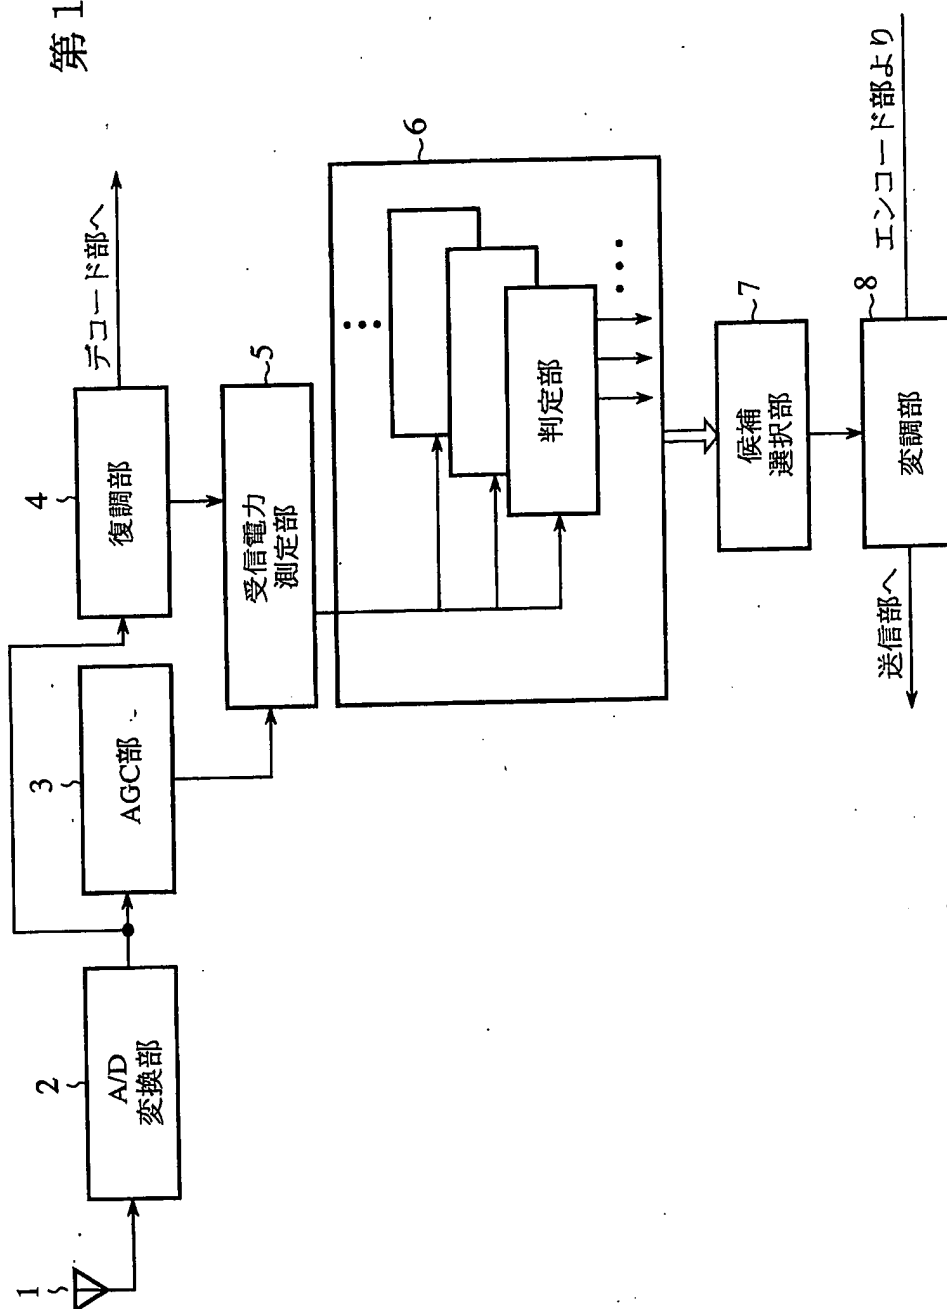 第1
1
2
A/D
変換部
3
AGC部
4
復調部
デコード部へ
5
受信電力
測定部
6
判定部
7
候補
選択部
8
変調部
エンコード部より
送信部へ